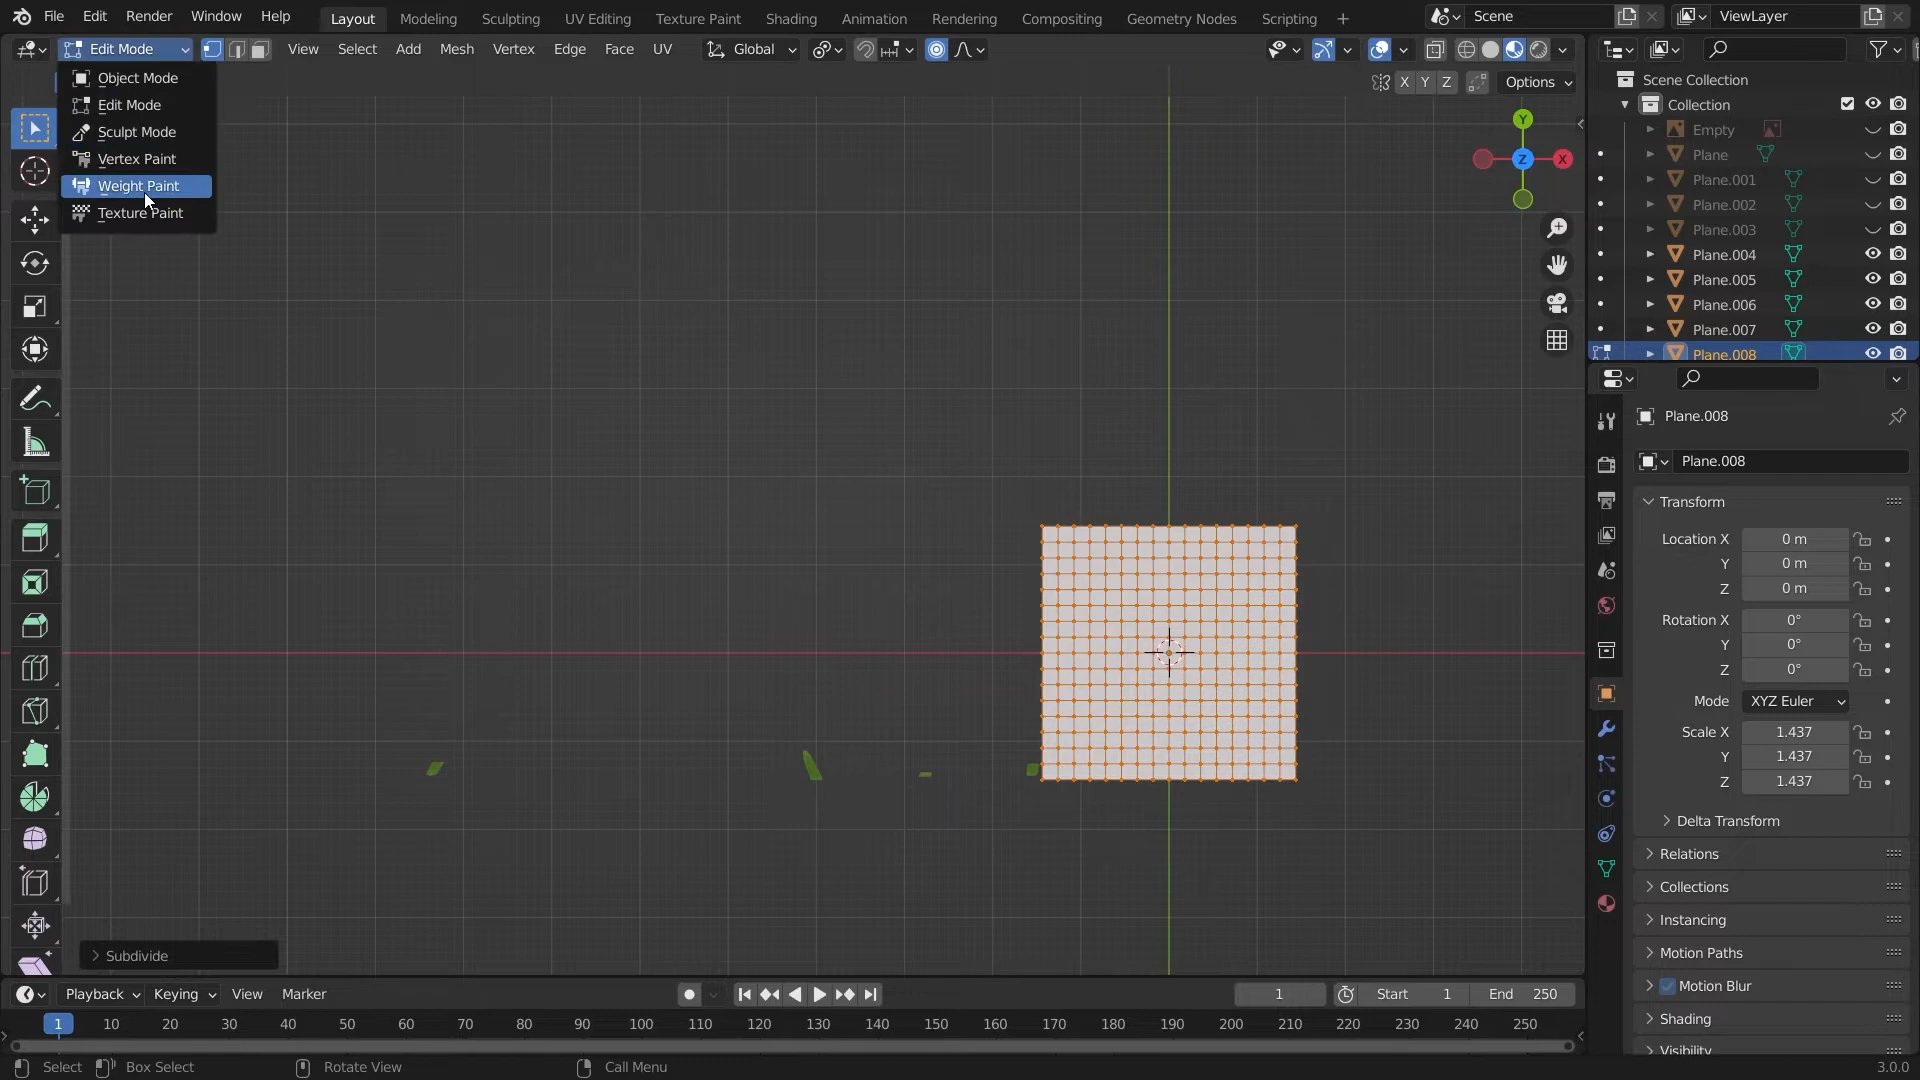 File Edit Render Window Help Layout Modeling Sculpting UV Editing Texture Paint Shading Animation Rendering Compositing Geometry Nodes Scripting + Scene ViewLayer
Edit Mode View Select Add Mesh Vertex Edge Face UV Global
Object Mode
Edit Mode
Sculpt Mode
Vertex Paint
Weight Paint
Texture Paint
X Y Z Options
Y
Z
X
Scene Collection
Collection
Empty
Plane
Plane.001
Plane.002
Plane.003
Plane.004
Plane.005
Plane.006
Plane.007
Plane.008
Plane.008
Plane.008
Transform
Location X 0 m
Y 0 m
Z 0 m
Rotation X 0°
Y 0°
Z 0°
Mode XYZ Euler
Scale X 1.437
Y 1.437
Z 1.437
Delta Transform
Relations
Collections
Instancing
Motion Paths
Motion Blur
Shading
Visibility
Subdivide
Playback Keying View Marker 1 Start 1 End 250
1 10 20 30 40 50 60 70 80 90 100 110 120 130 140 150 160 170 180 190 200 210 220 230 240 250
Select Box Select Rotate View Call Menu 3.0.0